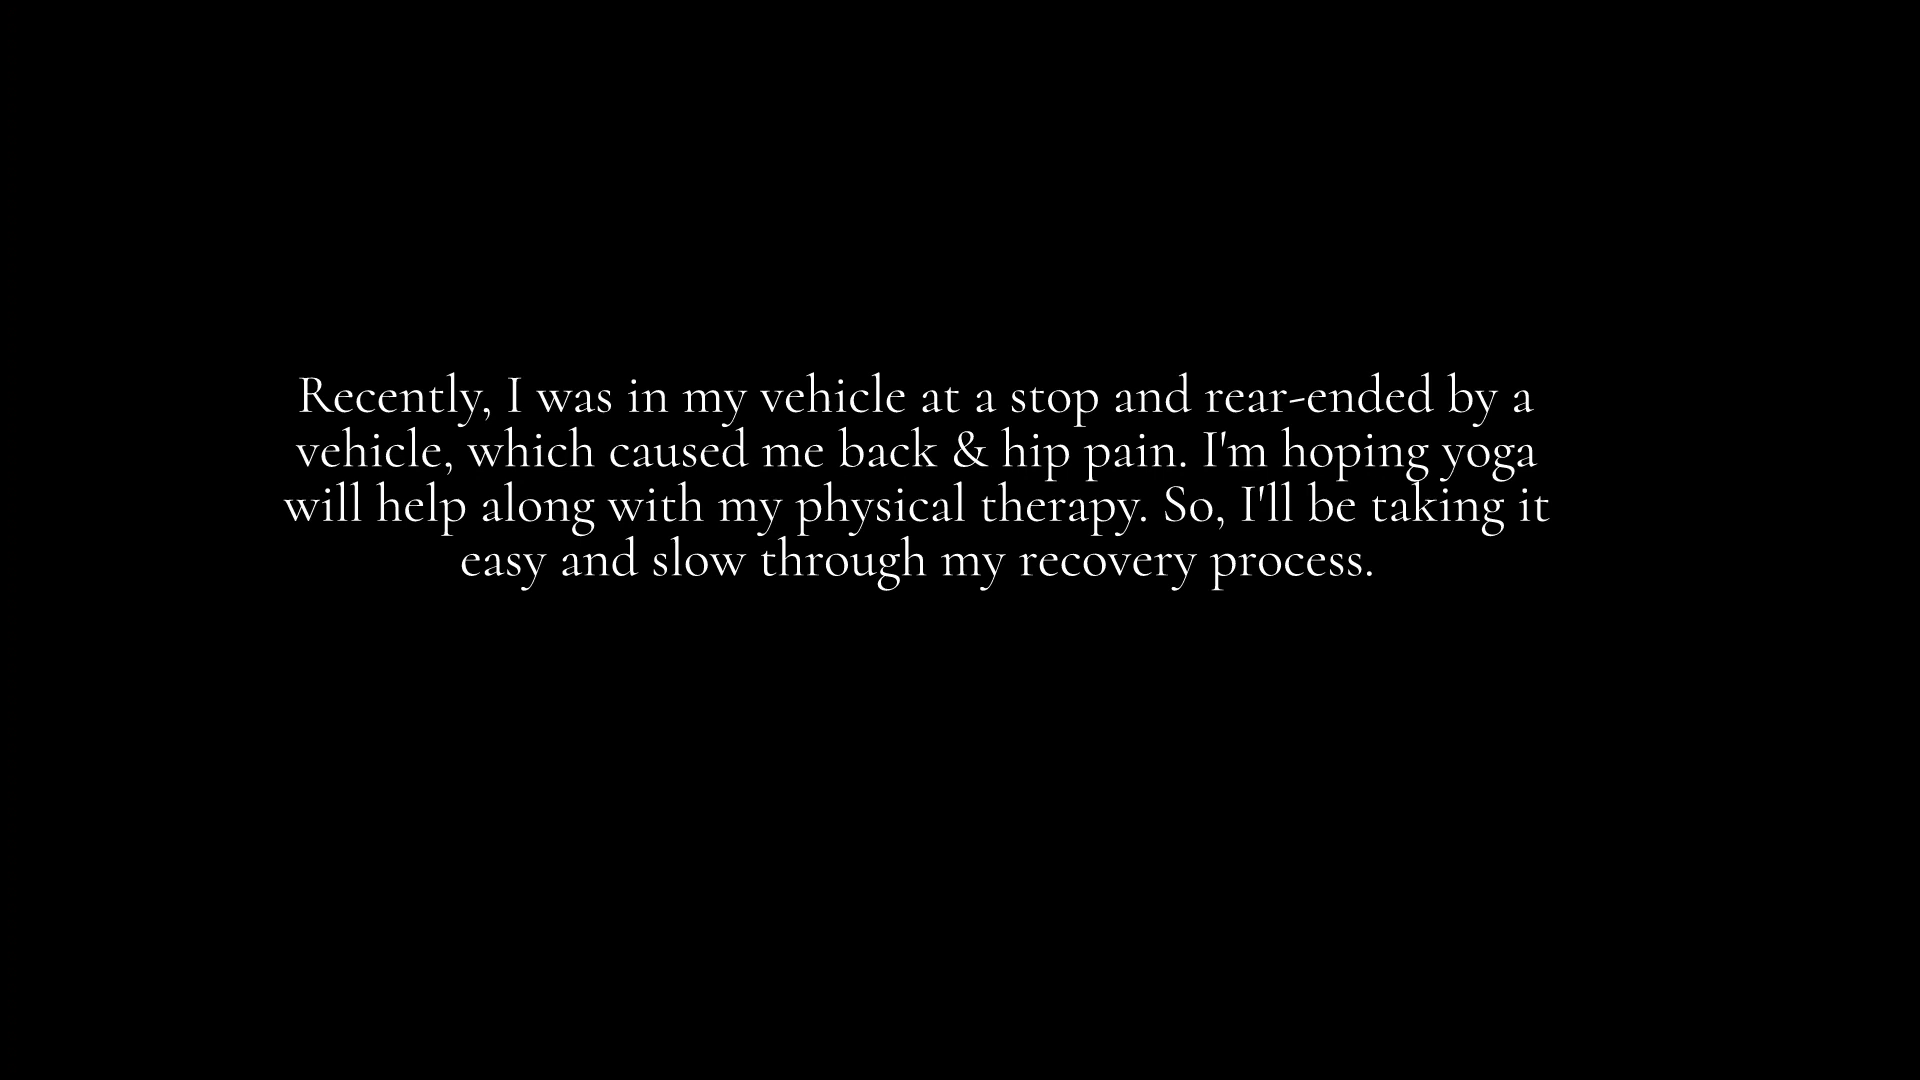 Recently, I was in my vehicle at a stop and rear-ended by a
vehicle, which caused me back & hip pain. I'm hoping yoga
will help along with my physical therapy. So, I'll be taking it
easy and slow through my recovery process.